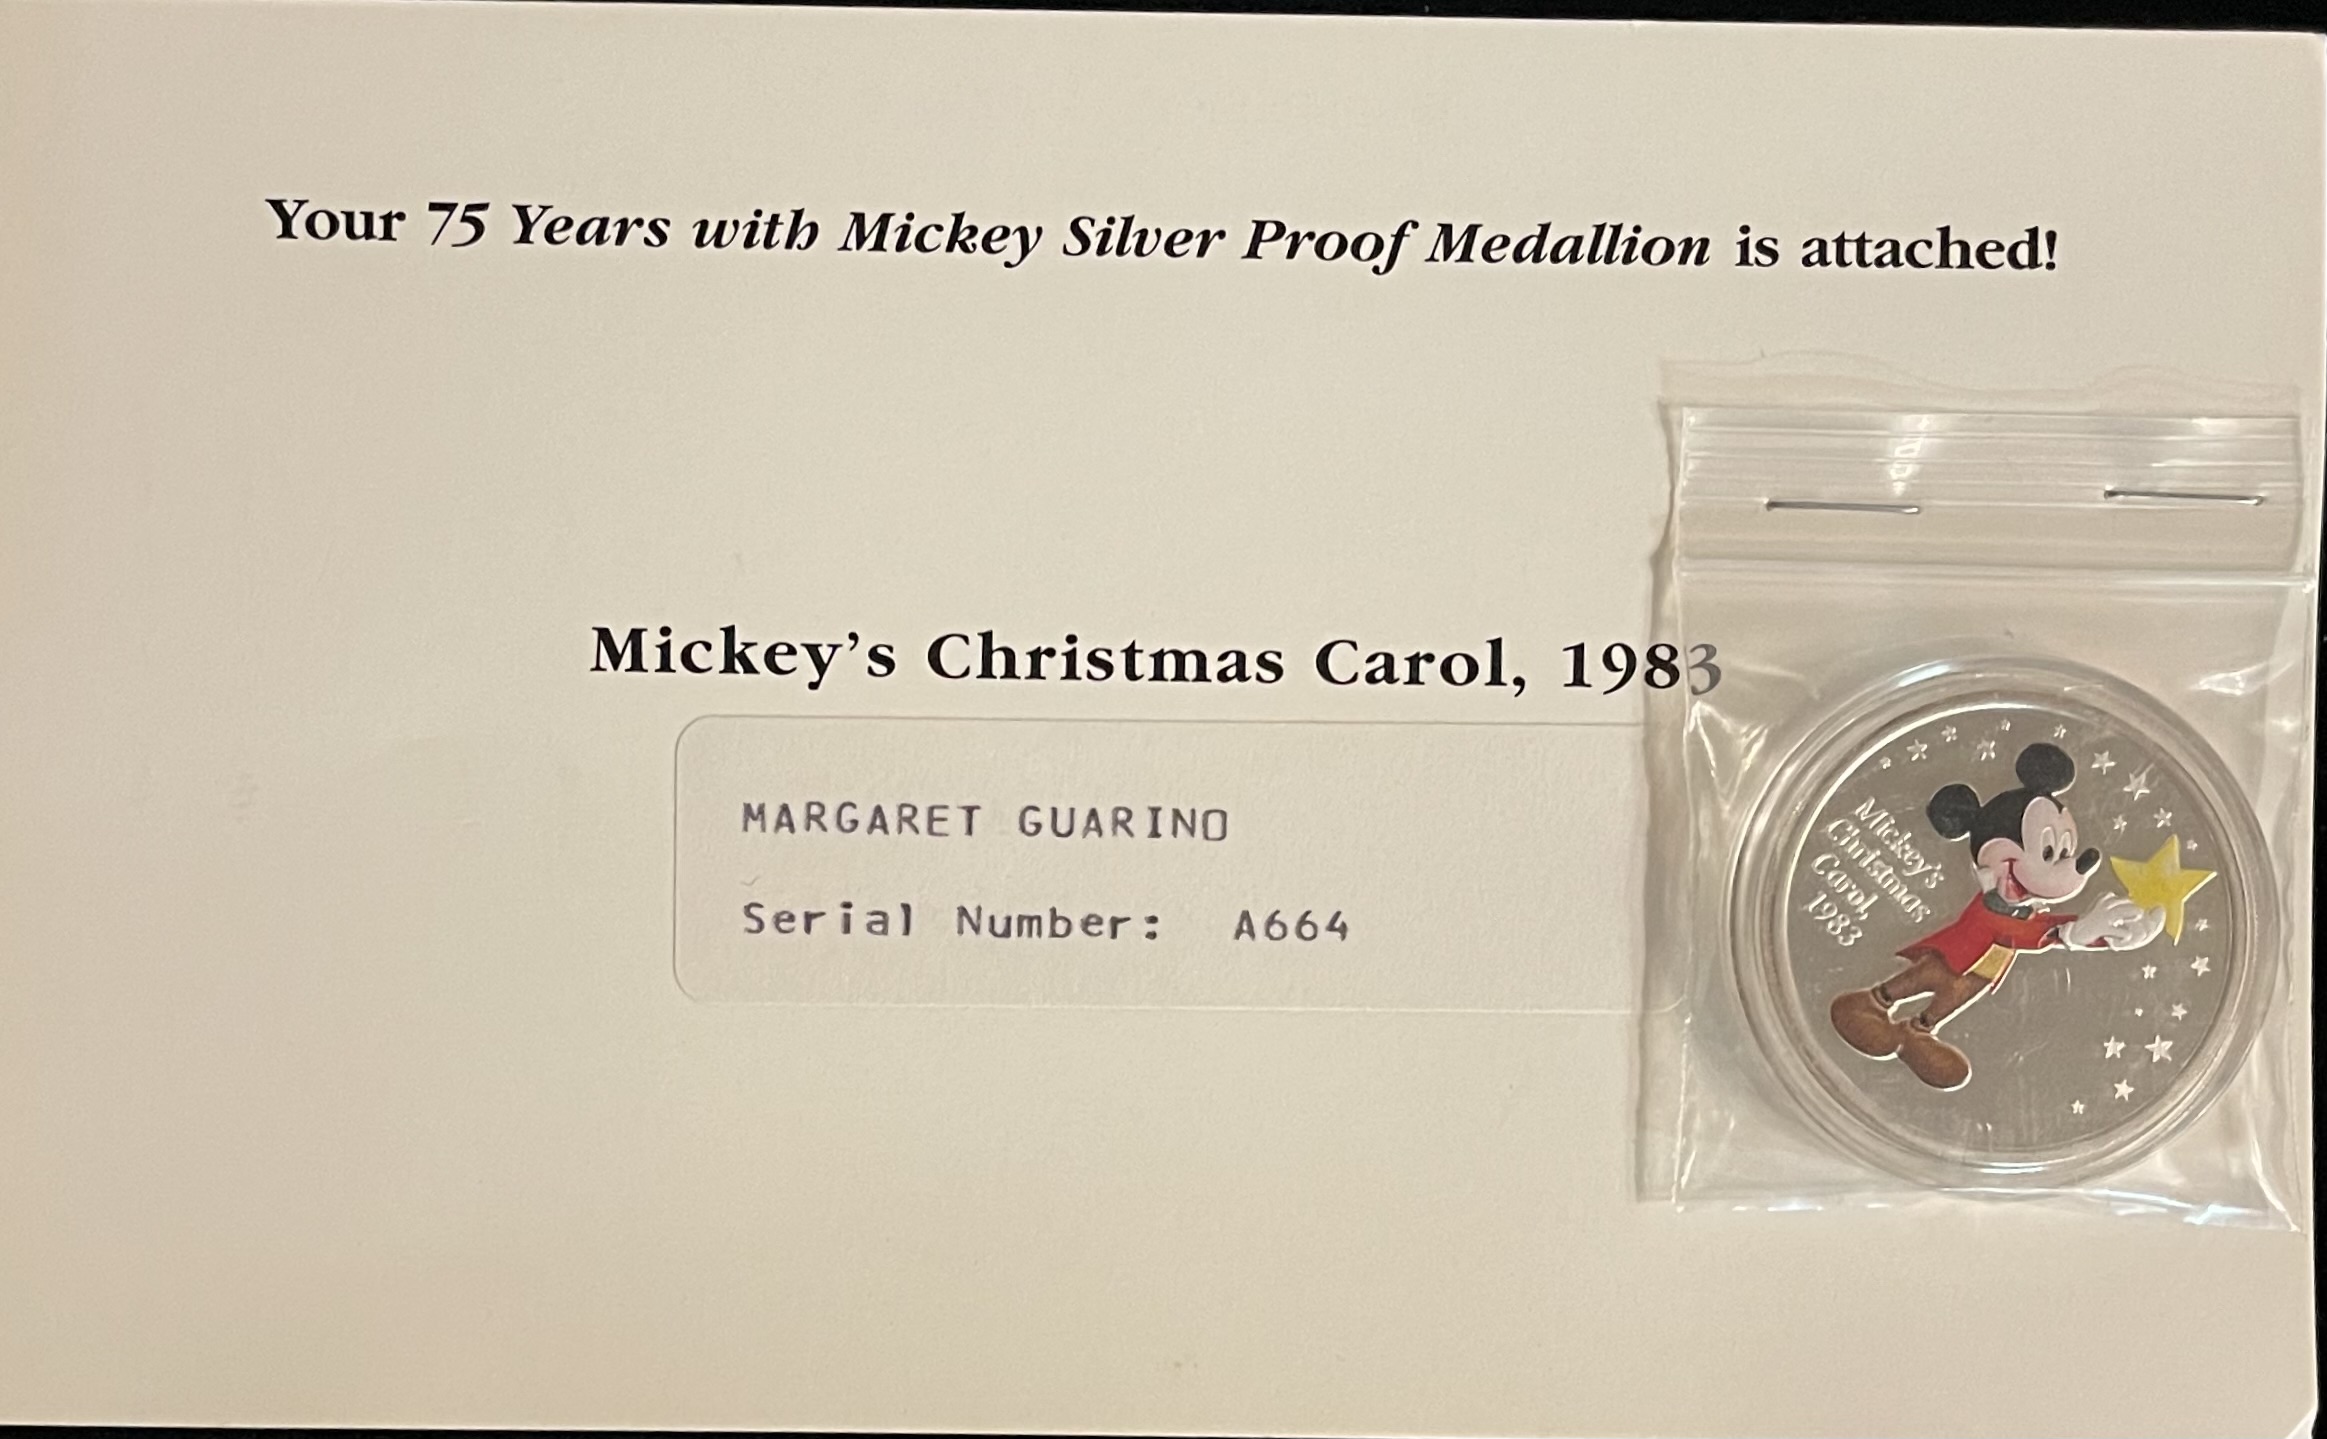 Your 75 Years with Mickey Silver Proof Medallion is attached!
Mickey's Christmas Carol, 1983
MARGARET GUARINO
Serial Number: A664
Mickey's
Christmas
Carol,
1983